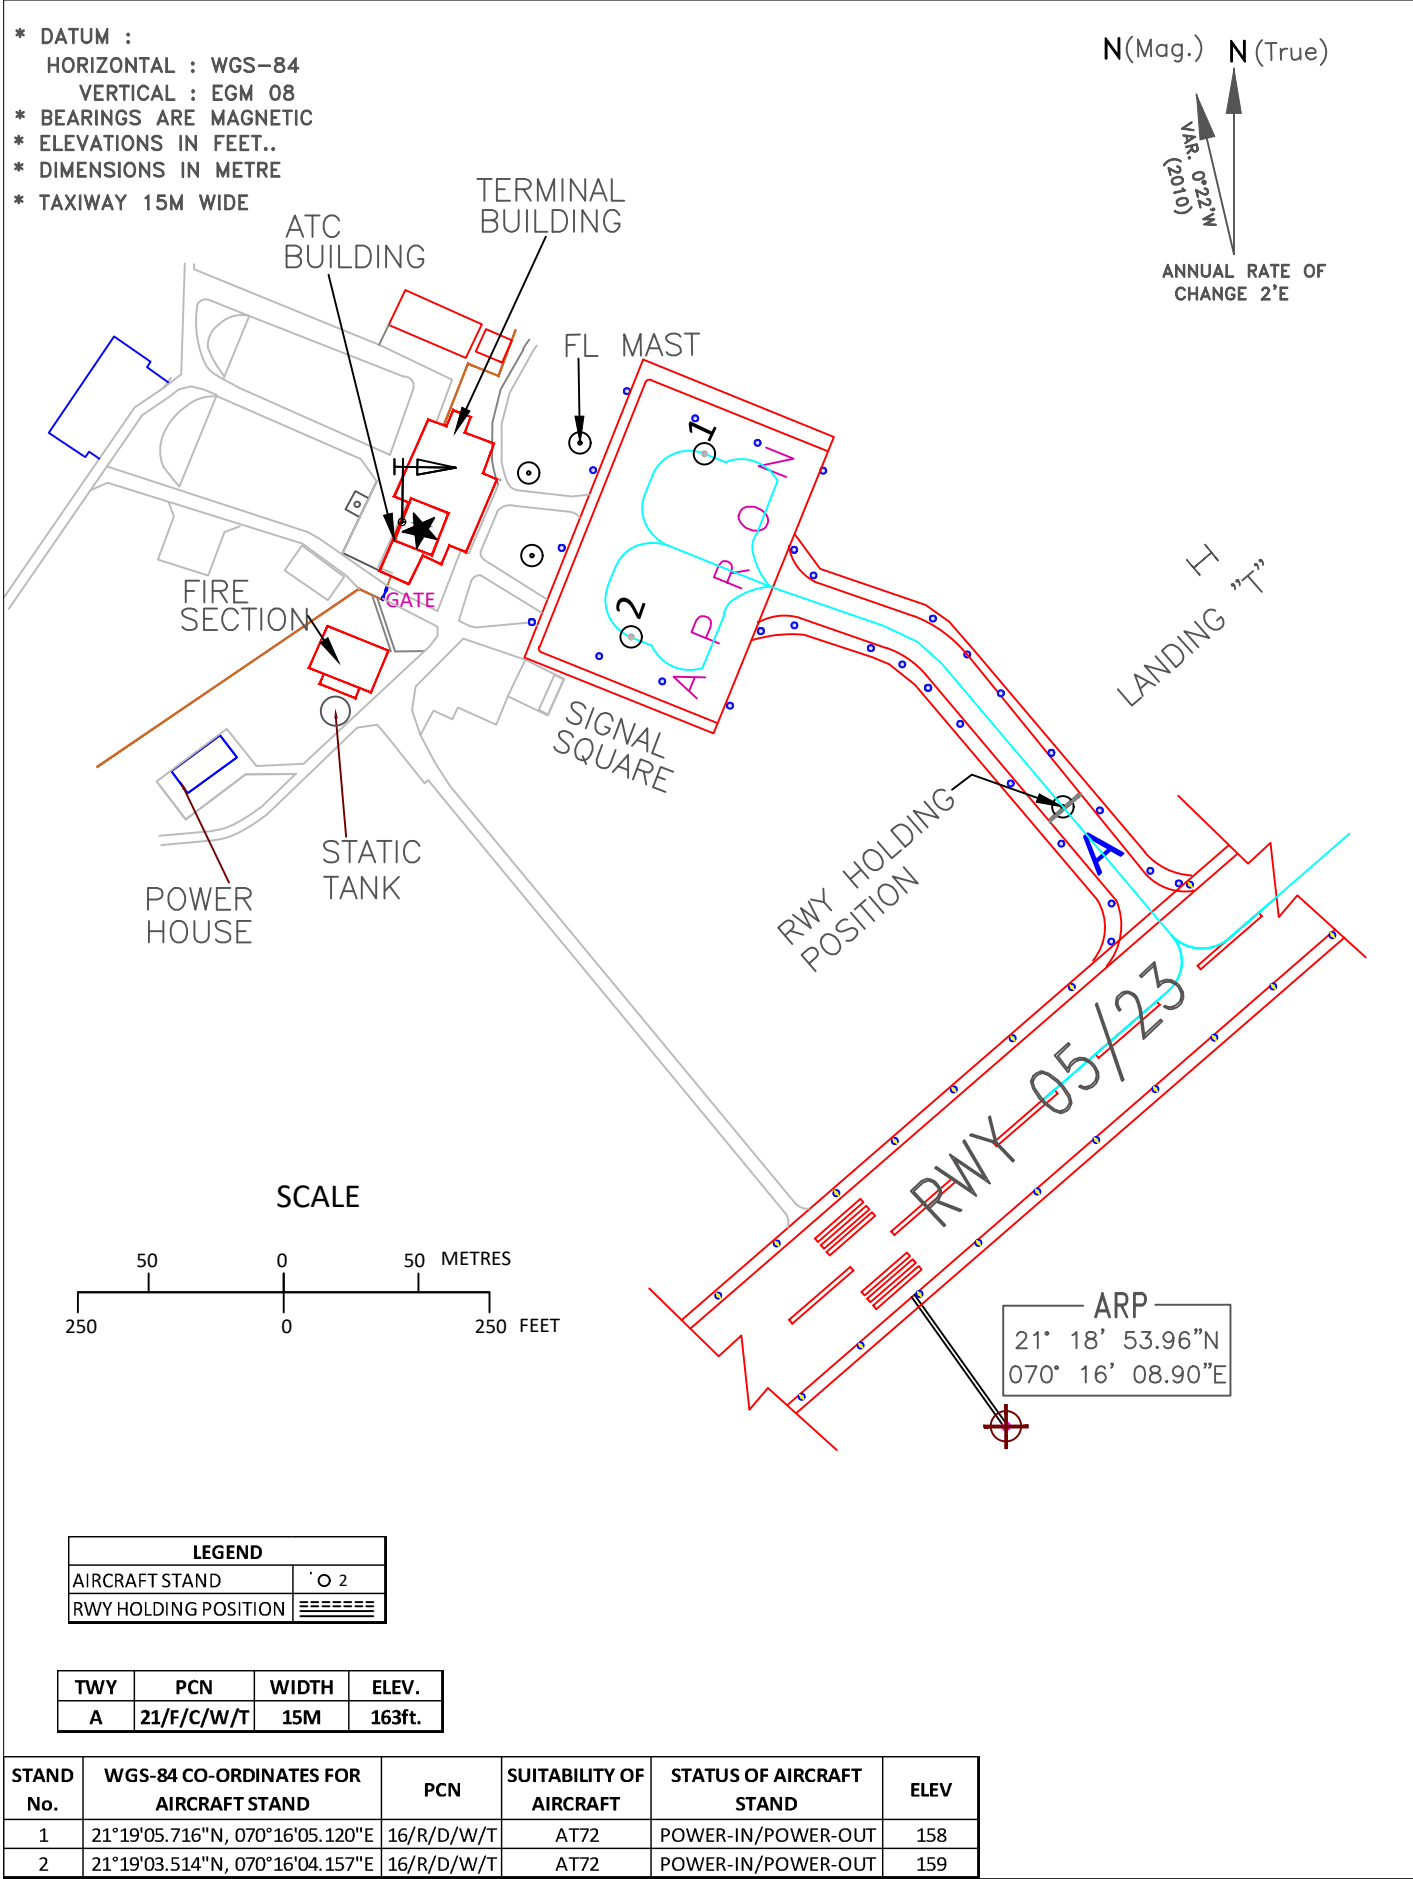 * DATUM :
HORIZONTAL : WGS-84
VERTICAL : EGM 08
* BEARINGS ARE MAGNETIC
* ELEVATIONS IN FEET..
* DIMENSIONS IN METRE
* TAXIWAY 15M WIDE
N(Mag.) N(True)
VAR. 0°22'W
(2010)
ANNUAL RATE OF
CHANGE 2'E
ATC
BUILDING
TERMINAL
BUILDING
FL MAST
1
2
APRON
GATE
FIRE
SECTION
SIGNAL
SQUARE
LANDING "T"
STATIC
TANK
POWER
HOUSE
RWY HOLDING
POSITION
A
RWY 05/23
SCALE
50 0 50 METRES
250 0 250 FEET
ARP
21° 18' 53.96"N
070° 16' 08.90"E
LEGEND
AIRCRAFT STAND 2
RWY HOLDING POSITION
TWY PCN WIDTH ELEV.
A 21/F/C/W/T 15M 163ft.
STAND No. WGS-84 CO-ORDINATES FOR AIRCRAFT STAND PCN SUITABILITY OF AIRCRAFT STATUS OF AIRCRAFT STAND ELEV
1 21°19'05.716"N, 070°16'05.120"E 16/R/D/W/T AT72 POWER-IN/POWER-OUT 158
2 21°19'03.514"N, 070°16'04.157"E 16/R/D/W/T AT72 POWER-IN/POWER-OUT 159